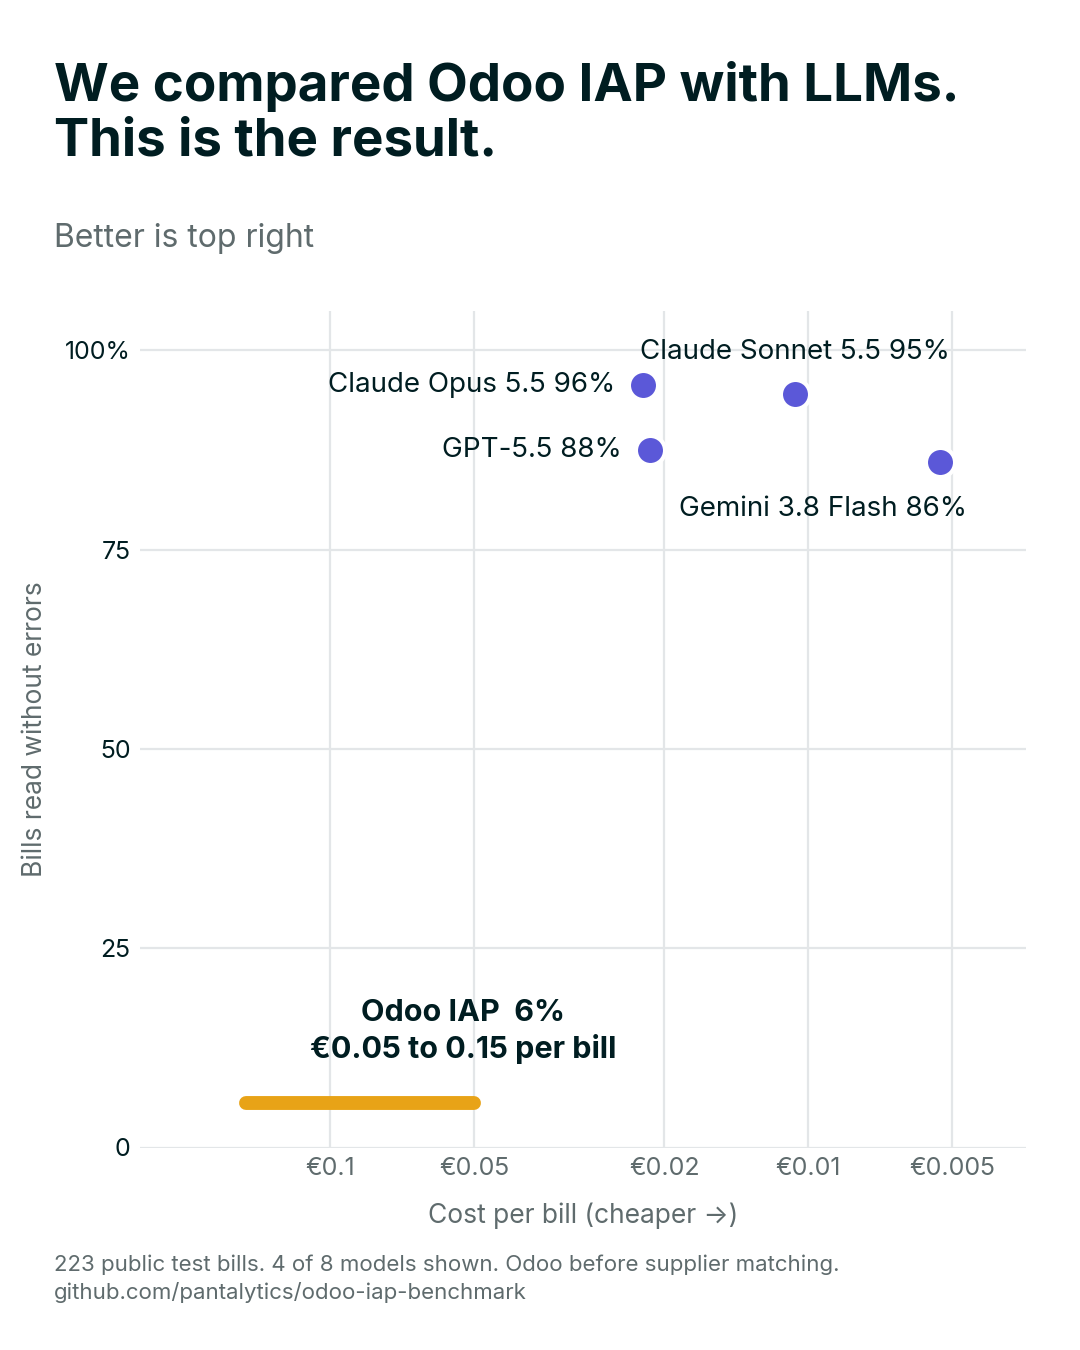 We compared Odoo IAP with LLMs.
This is the result.
Better is top right
100%
Claude Sonnet 5.5 95%
Claude Opus 5.5 96%
GPT-5.5 88%
Gemini 3.8 Flash 86%
75
Bills read without errors
50
25
Odoo IAP 6%
€0.05 to 0.15 per bill
0
€0.1
€0.05
€0.02
€0.01
€0.005
Cost per bill (cheaper →)
223 public test bills. 4 of 8 models shown. Odoo before supplier matching.
github.com/pantalytics/odoo-iap-benchmark